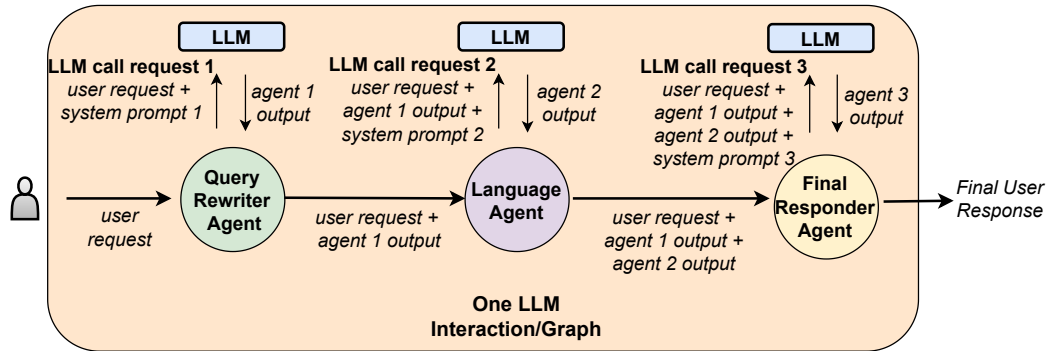 LLM
LLM call request 1
user request +
system prompt 1
agent 1
output
Query
Rewriter
Agent
user
request
user request +
agent 1 output
LLM
LLM call request 2
user request +
agent 1 output +
system prompt 2
agent 2
output
Language
Agent
user request +
agent 1 output +
agent 2 output
LLM
LLM call request 3
user request +
agent 1 output +
agent 2 output +
system prompt 3
agent 3
output
Final
Responder
Agent
Final User
Response
One LLM
Interaction/Graph